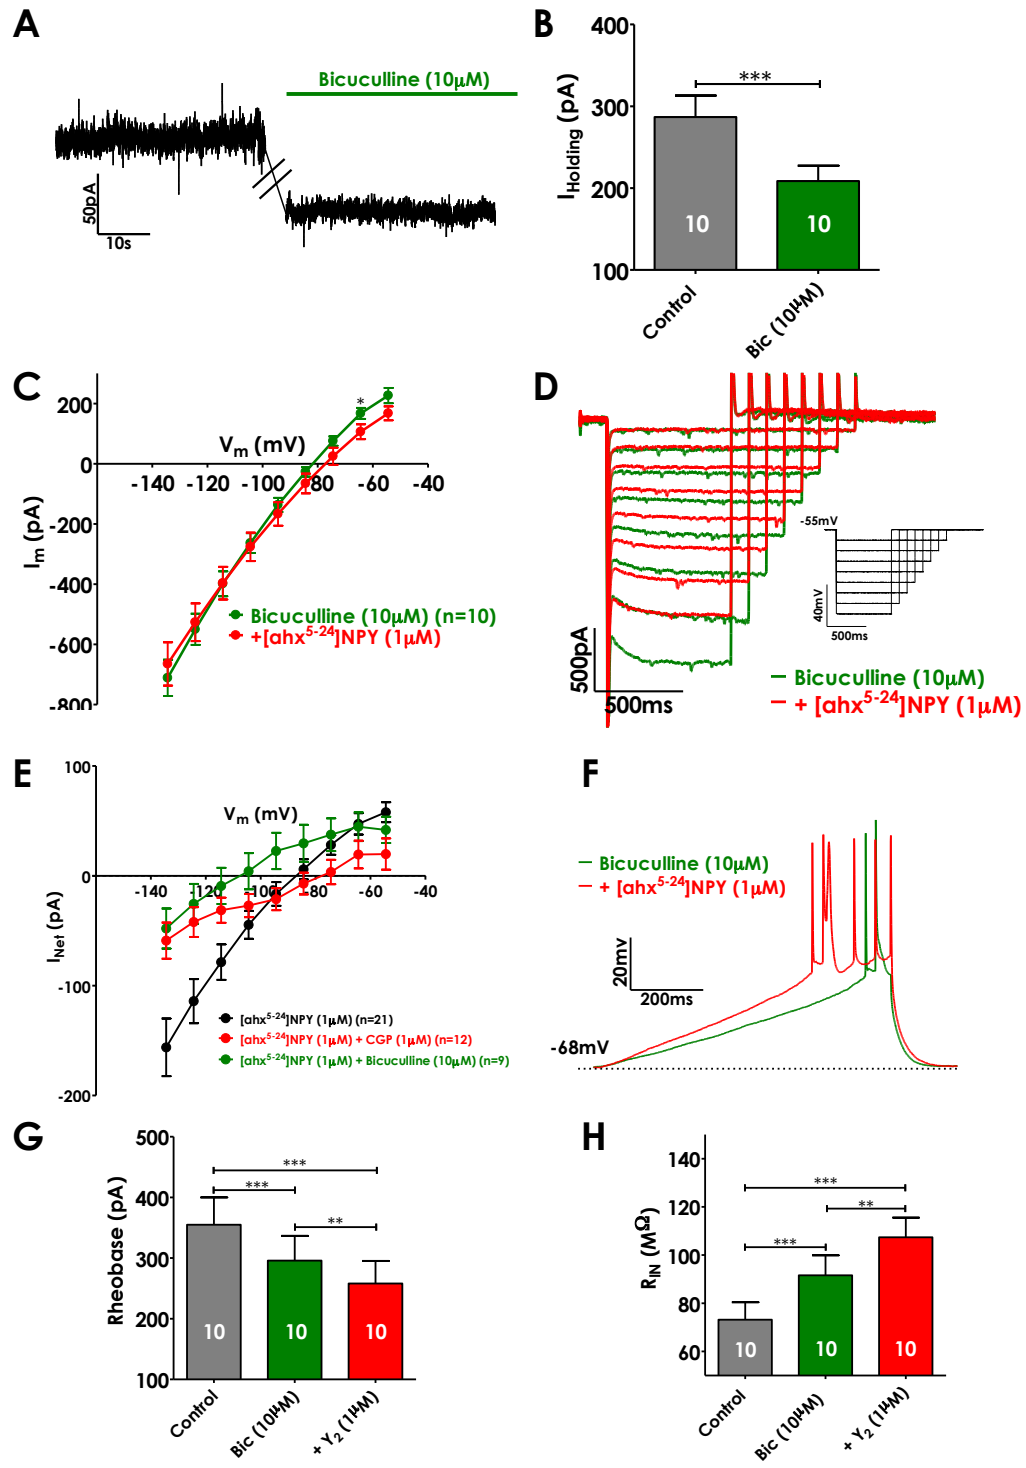 A
Bicuculline (10μM)
50pA
10s
B
400
300
200
100
I Holding (pA)
***
10
10
Control
Bic (10μM)
C
200
0
-200
-400
-600
-800
I m (pA)
V m (mV)
-140 -120 -100 -80 -60 -40
*
Bicuculline (10μM) (n=10)
+[ahx5-24]NPY (1μM)
D
500pA
500ms
-55mV
40mV
500ms
Bicuculline (10μM)
+ [ahx5-24]NPY (1μM)
E
100
0
-100
-200
I Net (pA)
V m (mV)
-140 -120 -100 -80 -60 -40
[ahx5-24]NPY (1μM) (n=21)
[ahx5-24]NPY (1μM) + CGP (1μM) (n=12)
[ahx5-24]NPY (1μM) + Bicuculline (10μM) (n=9)
F
Bicuculline (10μM)
+ [ahx5-24]NPY (1μM)
20mv
200ms
-68mV
G
500
400
300
200
100
Rheobase (pA)
***
***
**
10
10
10
Control
Bic (10μM)
+ Y2 (1μM)
H
140
120
100
80
60
R IN (MΩ)
***
**
***
10
10
10
Control
Bic (10μM)
+ Y2 (1μM)